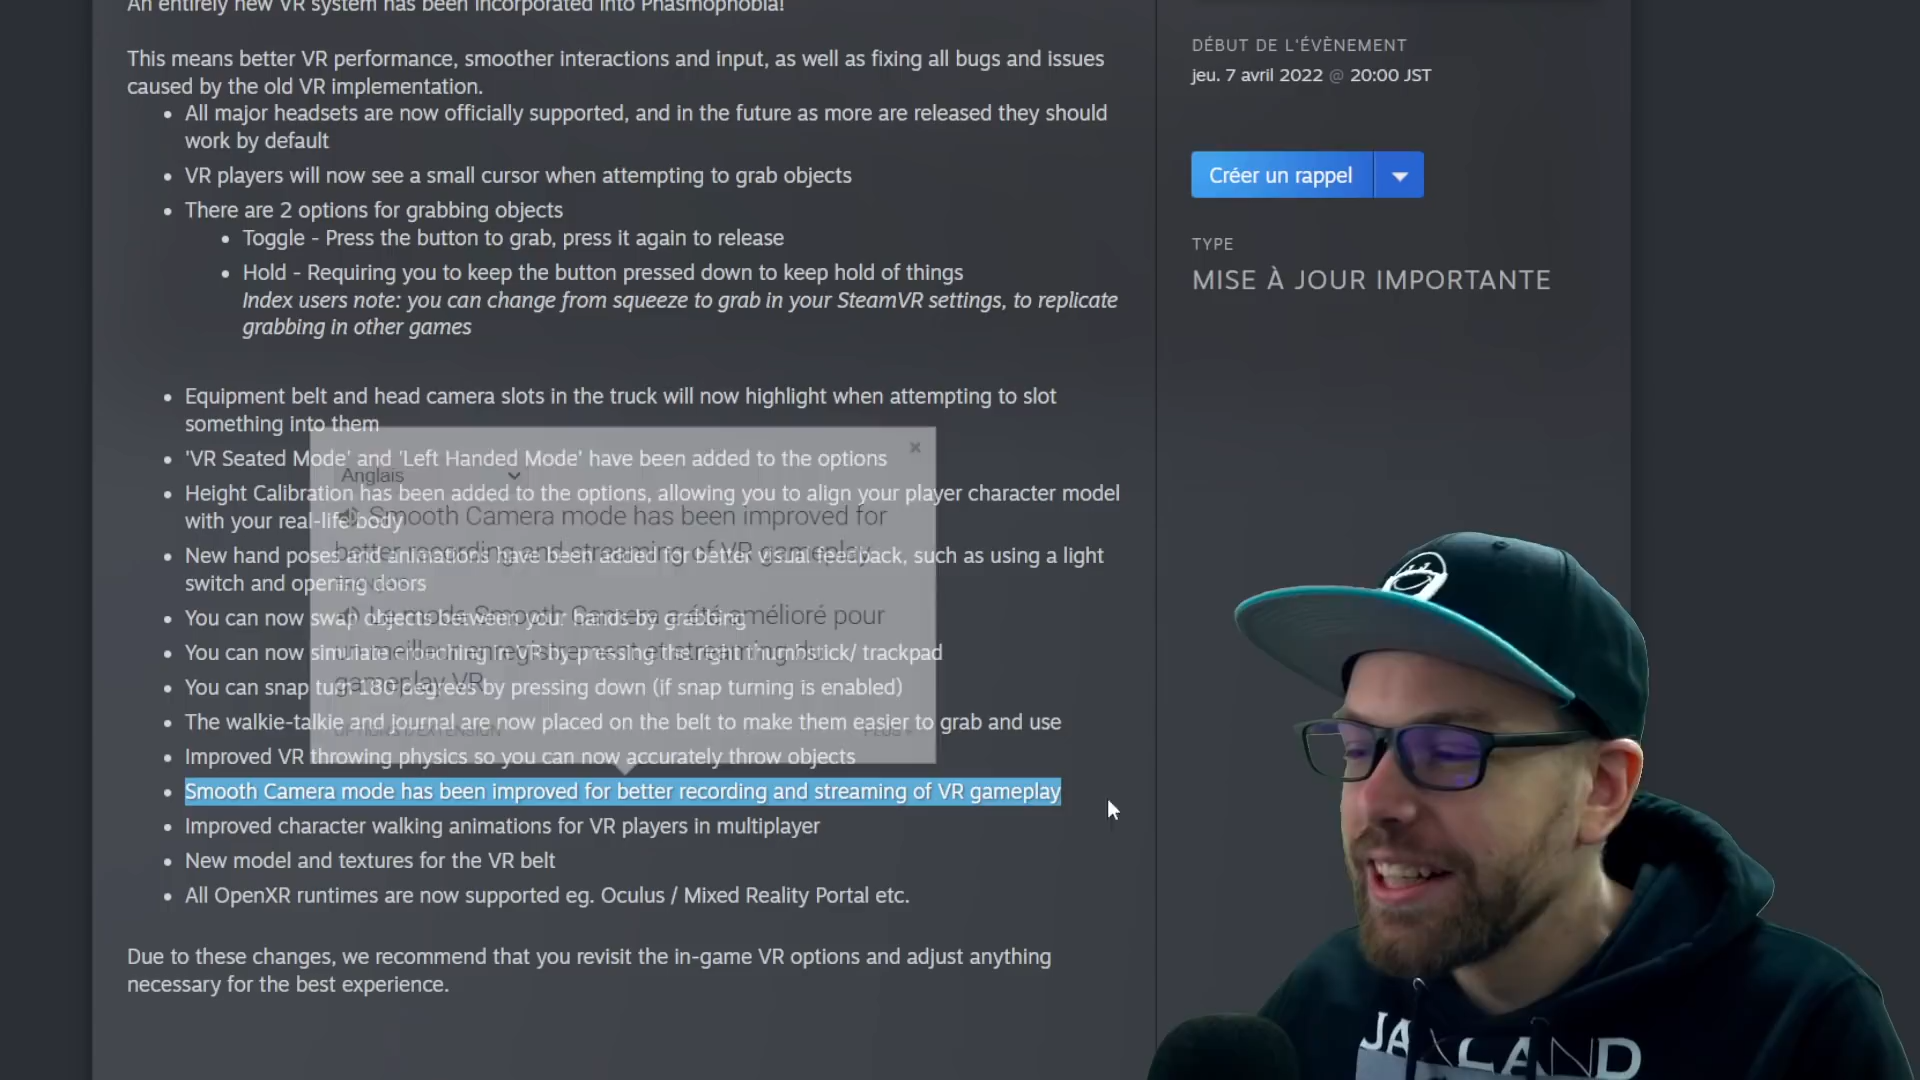 An entirely new VR system has been incorporated into Phasmophobia!
This means better VR performance, smoother interactions and input, as well as fixing all bugs and issues
caused by the old VR implementation.
All major headsets are now officially supported, and in the future as more are released they should
work by default
VR players will now see a small cursor when attempting to grab objects
There are 2 options for grabbing objects
Toggle - Press the button to grab, press it again to release
Hold - Requiring you to keep the button pressed down to keep hold of things
Index users note: you can change from squeeze to grab in your SteamVR settings, to replicate
grabbing in other games
Equipment belt and head camera slots in the truck will now highlight when attempting to slot
something into them
'VR Seated Mode' and 'Left Handed Mode' have been added to the options
Height Calibration has been added to the options, allowing you to align your player character model
with your real-life body
New hand poses and animations have been added for better visual feedback, such as using a light
switch and opening doors
You can now swap objects between your hands by grabbing
You can now simulate crouching in VR by pressing the right thumbstick/ trackpad
You can snap turn 180 degrees by pressing down (if snap turning is enabled)
The walkie-talkie and journal are now placed on the belt to make them easier to grab and use
Improved VR throwing physics so you can now accurately throw objects
Smooth Camera mode has been improved for better recording and streaming of VR gameplay
Improved character walking animations for VR players in multiplayer
New model and textures for the VR belt
All OpenXR runtimes are now supported eg. Oculus / Mixed Reality Portal etc.
Due to these changes, we recommend that you revisit the in-game VR options and adjust anything
necessary for the best experience.
Anglais
Smooth Camera mode has been improved for
better recording and streaming of VR gameplay
Le mode Smooth Camera a été amélioré pour
un meilleur enregistrement et streaming du
gameplay VR
OPTIONS D'EXTENSION
PLUS »
DÉBUT DE L'ÉVÈNEMENT
jeu. 7 avril 2022 @ 20:00 JST
Créer un rappel
TYPE
MISE À JOUR IMPORTANTE